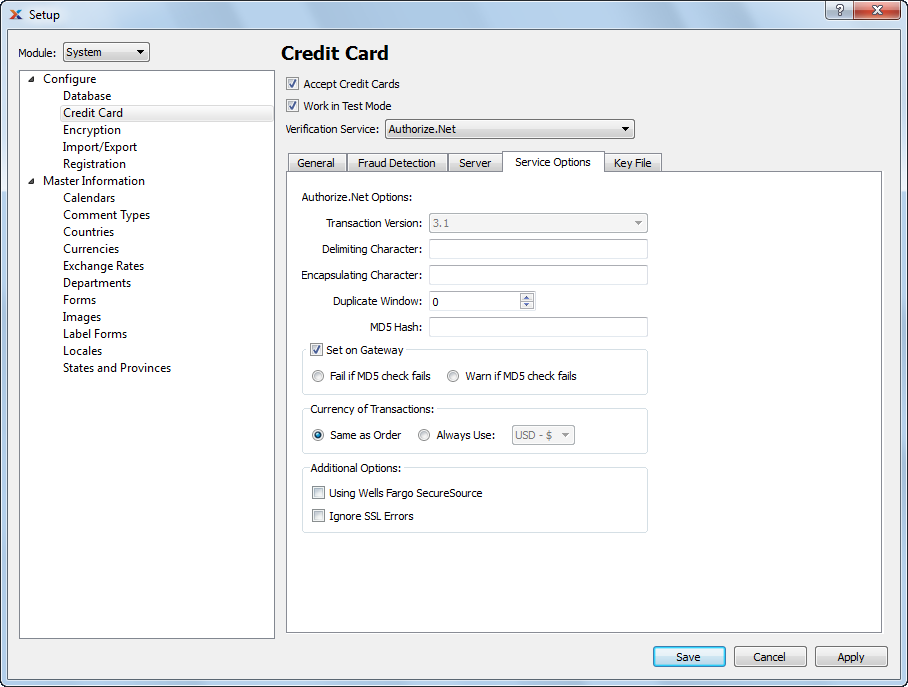 Setup
?
Module: System
Configure
Database
Credit Card
Encryption
Import/Export
Registration
Master Information
Calendars
Comment Types
Countries
Currencies
Exchange Rates
Departments
Forms
Images
Label Forms
Locales
States and Provinces
Credit Card
Accept Credit Cards
Work in Test Mode
Verification Service: Authorize.Net
General Fraud Detection Server Service Options Key File
Authorize.Net Options:
Transaction Version: 3.1
Delimiting Character:
Encapsulating Character:
Duplicate Window: 0
MD5 Hash:
Set on Gateway
Fail if MD5 check fails Warn if MD5 check fails
Currency of Transactions:
Same as Order Always Use: USD - $
Additional Options:
Using Wells Fargo SecureSource
Ignore SSL Errors
Save Cancel Apply